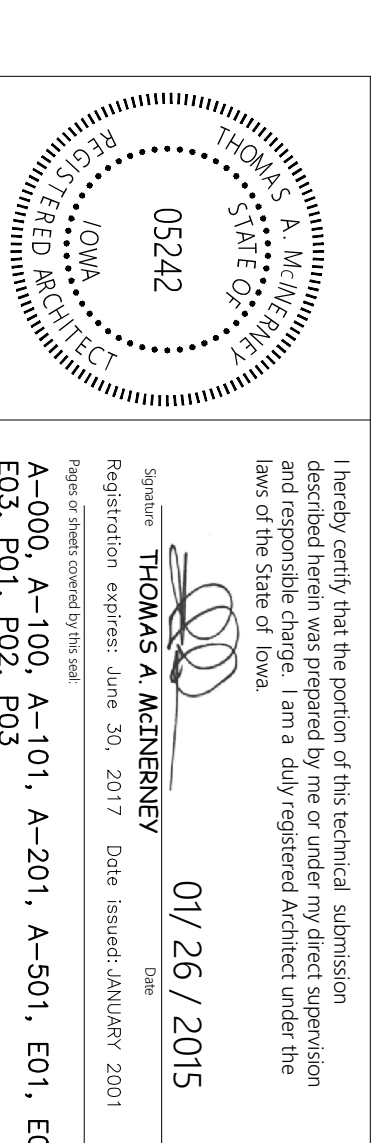 THOMAS A. McINERNEY
STATE OF
05242
IOWA
REGISTERED ARCHITECT
I hereby certify that the portion of this technical submission
described herein was prepared by me or under my direct supervision
and responsible charge. I am a duly registered Architect under the
laws of the State of Iowa.
01/ 26 / 2015
Signature THOMAS A. McINERNEY Date
Registration expires: June 30, 2017 Date issued: JANUARY 2001
Pages or sheets covered by this seal:
A-000, A-100, A-101, A-201, A-501, E01,
E03, P01, P02, P03